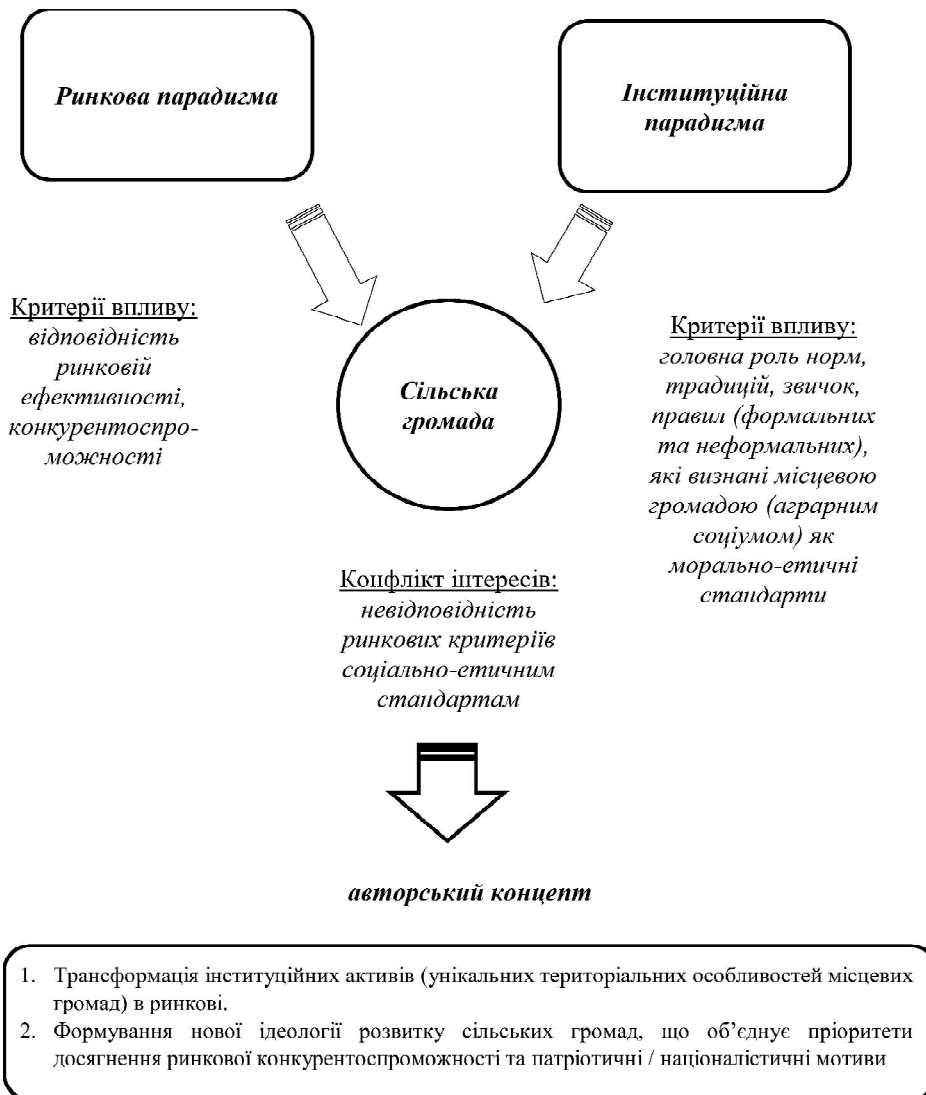 Ринкова парадигма
Інституційна
парадигма
Критерії впливу:
відповідність
ринковій
ефективності,
конкурентоспро-
можності
Сільська
громада
Критерії впливу:
головна роль норм,
традицій, звичок,
правил (формальних
та неформальних),
які визнані місцевою
громадою (аграрним
соціумом) як
морально-етичні
стандарти
Конфлікт інтересів:
невідповідність
ринкових критеріїв
соціально-етичним
стандартам
авторський концепт
1. Трансформація інституційних активів (унікальних територіальних особливостей місцевих
громад) в ринкові.
2. Формування нової ідеології розвитку сільських громад, що об’єднує пріоритети
досягнення ринкової конкурентоспроможності та патріотичні / націоналістичні мотиви